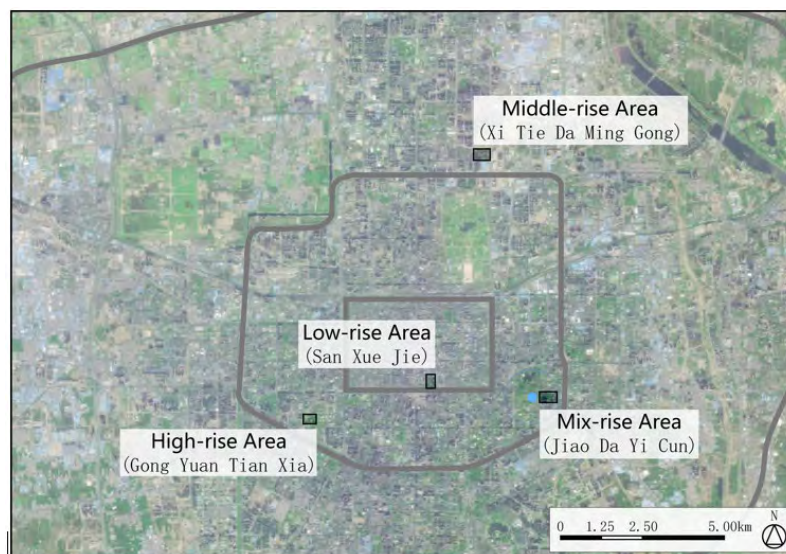 Middle-rise Area
(Xi Tie Da Ming Gong)
Low-rise Area
(San Xue Jie)
High-rise Area
(Gong Yuan Tian Xia)
Mix-rise Area
(Jiao Da Yi Cun)
N
0 1.25 2.50 5.00km